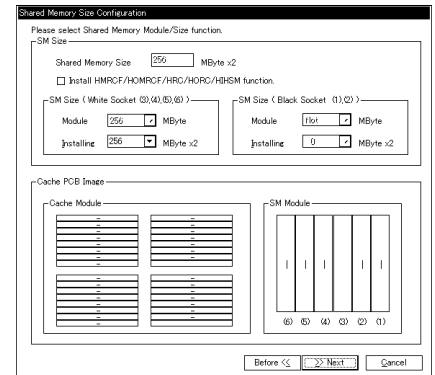 Shared Memory Size Configuration
Please select Shared Memory Module/Size function.
SM Size
Shared Memory Size 256 MByte x2
Install HMRCF/HOMRCF/HRC/HORC/HIHSM function.
SM Size ( White Socket (3),(4),(5),(6) )
Module 256 MByte
Installing 256 MByte x2
SM Size ( Black Socket (1),(2) )
Module MByte
Installing 0 MByte x2
Cache PCB Image
Cache Module
SM Module
(6) (5) (4) (3) (2) (1)
Before << >> Next Cancel